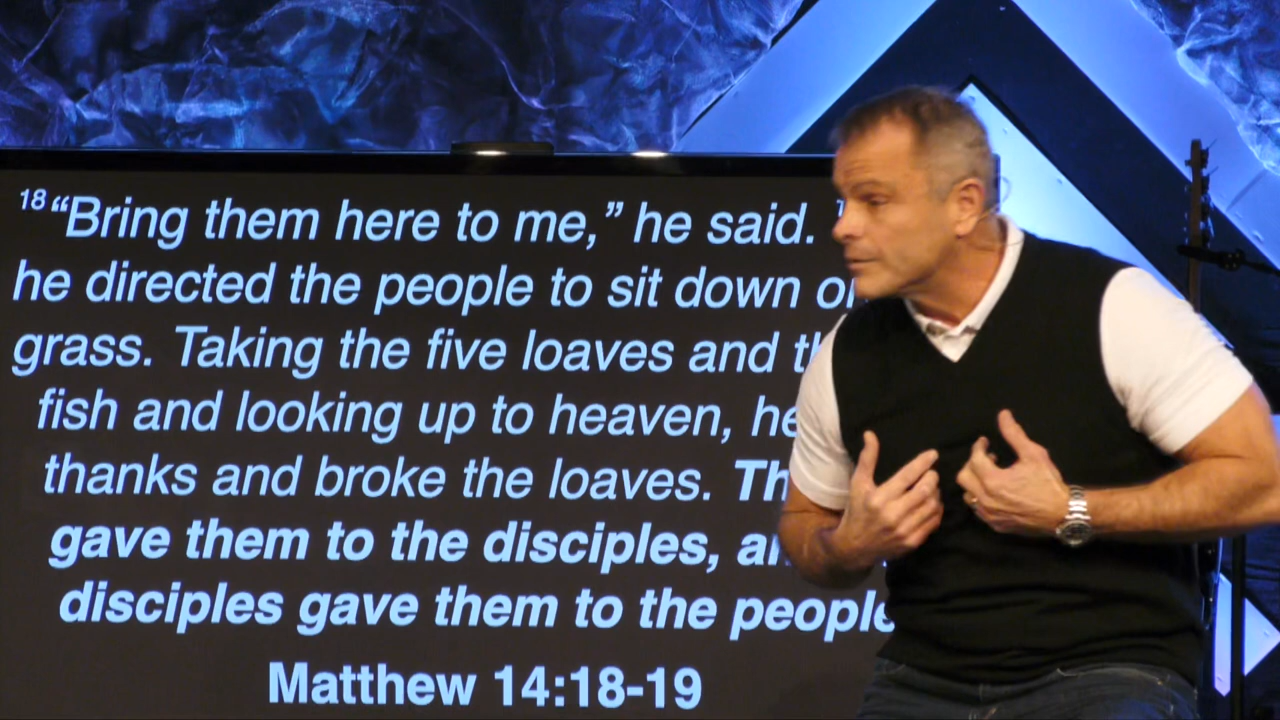 18 “Bring them here to me,” he said.
he directed the people to sit down
grass. Taking the five loaves and
fish and looking up to heaven, he
thanks and broke the loaves.
gave them to the disciples,
disciples gave them to the people
Matthew 14:18-19